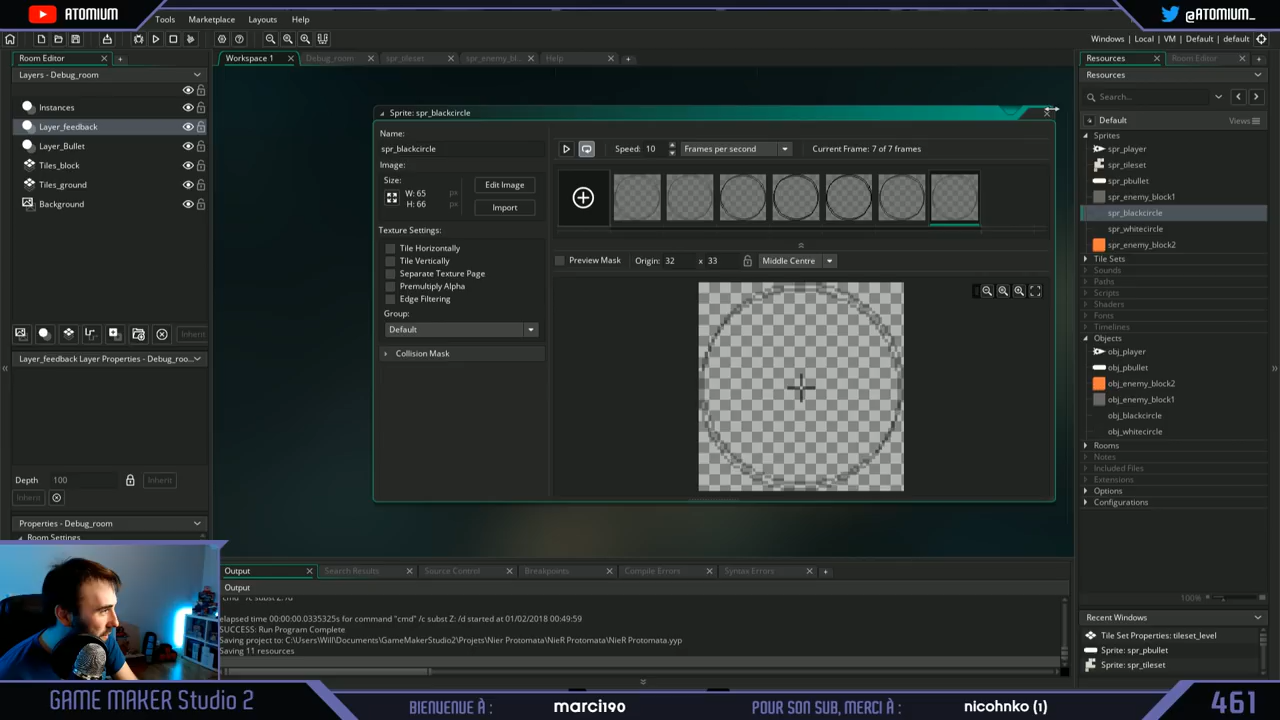 ATOMIUM
@ATOMIUM_
Tools
Marketplace
Layouts
Help
Windows | Local | VM | Default | default
Room Editor
Workspace 1
Debug_room
spr_tileset
spr_enemy_bl...
Help
Resources
Room Editor
Layers - Debug_room
Instances
Layer_feedback
Layer_Bullet
Tiles_block
Tiles_ground
Background
Inherit
Layer_feedback Layer Properties - Debug_roo...
Depth
100
Inherit
Inherit
Properties - Debug_room
Room Settings
Sprite: spr_blackcircle
Name:
spr_blackcircle
Image:
Size:
W: 65
px
H: 66
px
Edit Image
Import
Texture Settings:
Tile Horizontally
Tile Vertically
Separate Texture Page
Premultiply Alpha
Edge Filtering
Group:
Default
Collision Mask
Speed:
10
Frames per second
Current Frame: 7 of 7 frames
Preview Mask
Origin:
32
x
33
Middle Centre
Resources
Search...
Default
Views
Sprites
spr_player
spr_tileset
spr_pbullet
spr_enemy_block1
spr_blackcircle
spr_whitecircle
spr_enemy_block2
Tile Sets
Sounds
Paths
Scripts
Shaders
Fonts
Timelines
Objects
obj_player
obj_pbullet
obj_enemy_block2
obj_enemy_block1
obj_blackcircle
obj_whitecircle
Rooms
Notes
Included Files
Extensions
Options
Configurations
100%
Recent Windows
Tile Set Properties: tileset_level
Sprite: spr_pbullet
Sprite: spr_tileset
Output
Search Results
Source Control
Breakpoints
Compile Errors
Syntax Errors
Output
elapsed time 00:00:00.0335325s for command "cmd" /c subst Z: /d started at 01/02/2018 00:49:59
SUCCESS: Run Program Complete
Saving project to: C:\Users\Will\Documents\GameMakerStudio2\Projets\Nier Protomata\NieR Protomata.yyp
Saving 11 resources
GAME MAKER Studio 2
BIENVENUE À :
marci190
POUR SON SUB, MERCI À :
nicohnko (1)
461